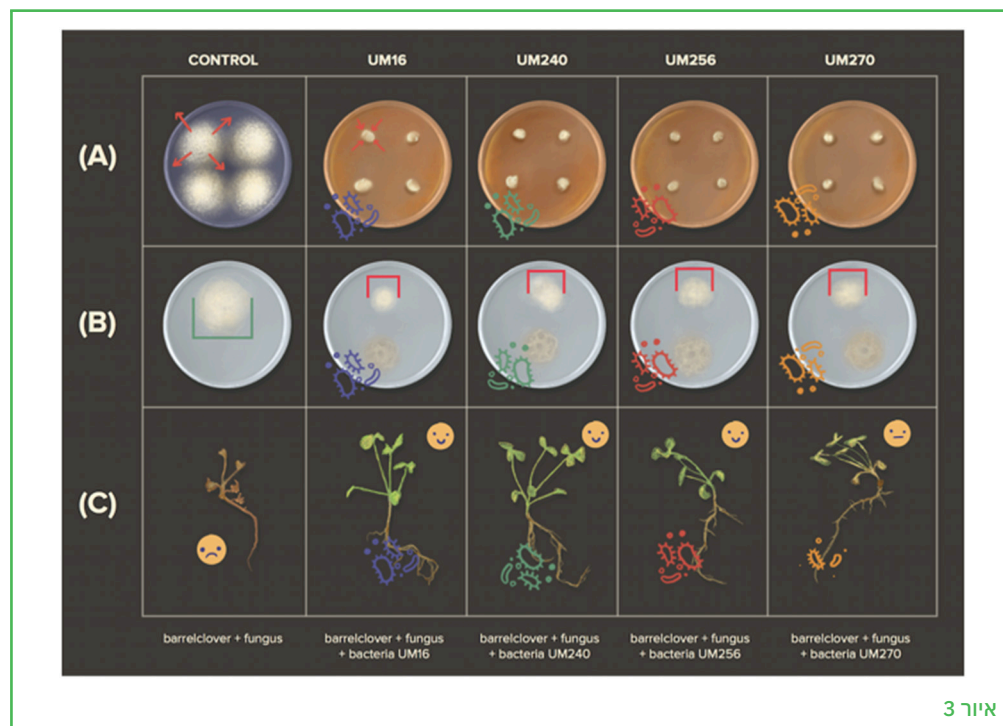 CONTROL UM16 UM240 UM256 UM270
(A)
(B)
(C)
barrelclover + fungus
barrelclover + fungus
+ bacteria UM16
barrelclover + fungus
+ bacteria UM240
barrelclover + fungus
+ bacteria UM256
barrelclover + fungus
+ bacteria UM270
איור 3